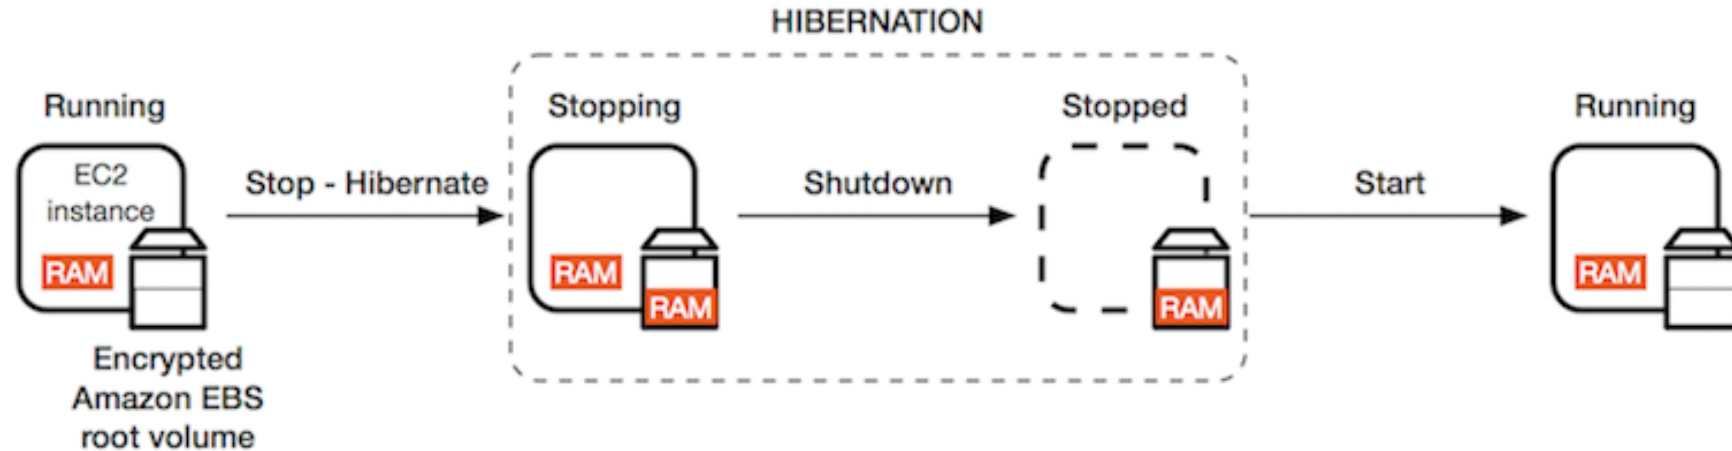 HIBERNATION
Running
Stopping
Stopped
Running
EC2
instance
Stop - Hibernate
Shutdown
Start
RAM
RAM
RAM
RAM
RAM
Encrypted
Amazon EBS
root volume